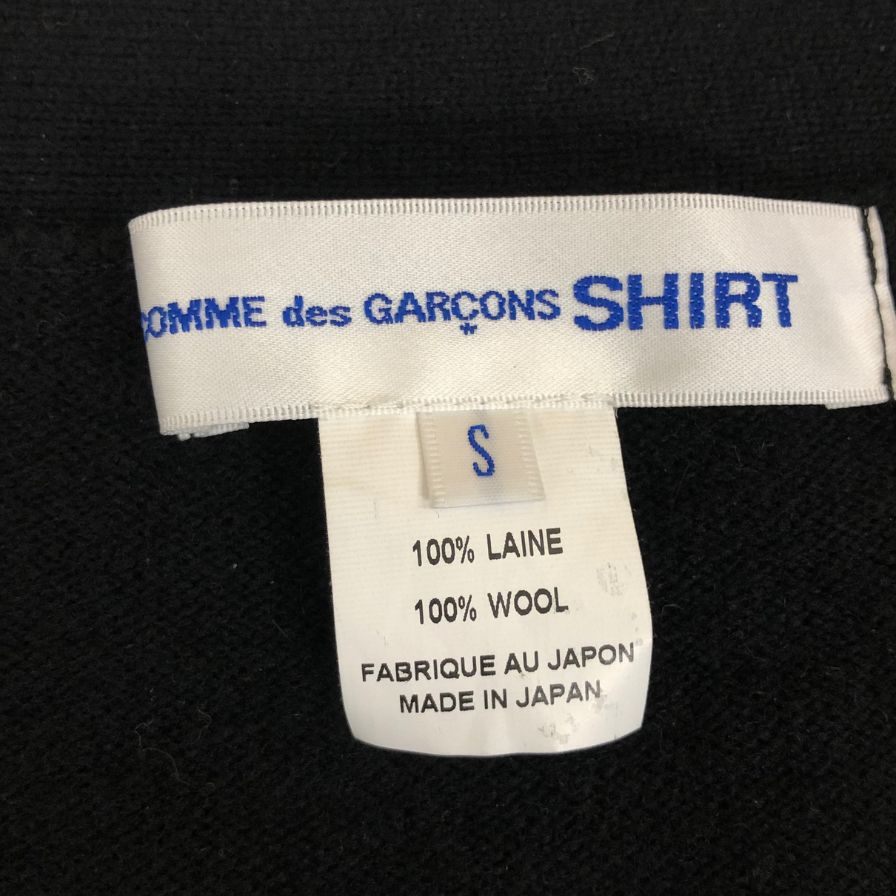 COMME des GARÇONS SHIRT
S
100% LAINE
100% WOOL
FABRIQUE AU JAPON
MADE IN JAPAN